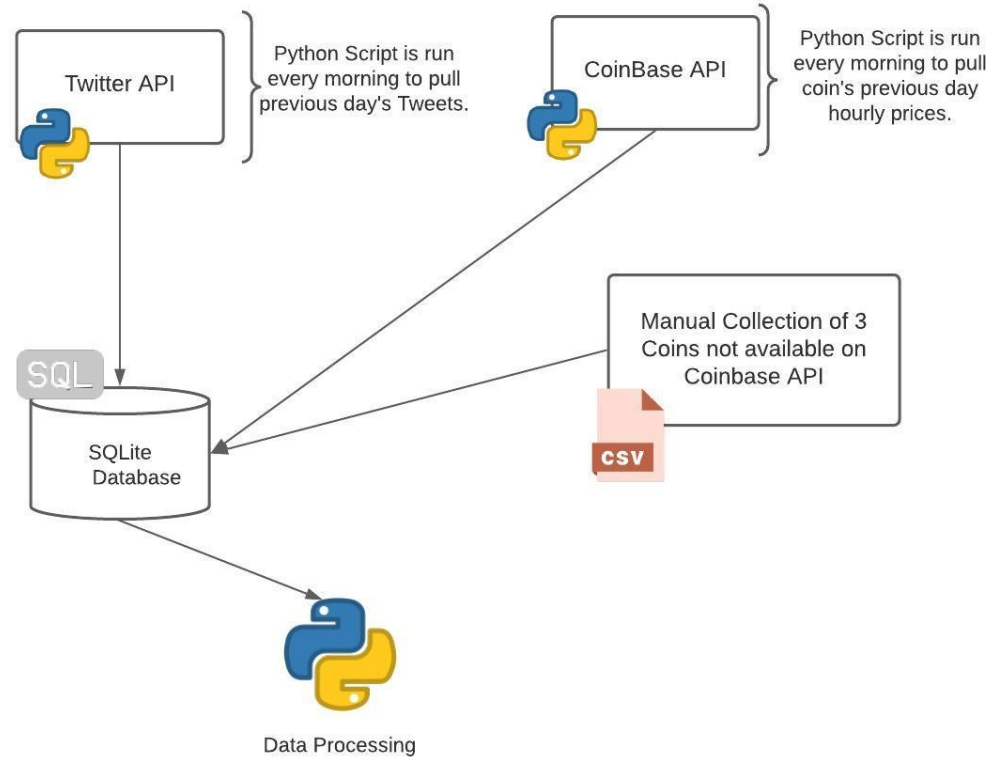 Twitter API
Python Script is run
every morning to pull
previous day's Tweets.
CoinBase API
Python Script is run
every morning to pull
coin's previous day
hourly prices.
Manual Collection of 3
Coins not available on
Coinbase API
CSV
SQL
SQLite
Database
Data Processing